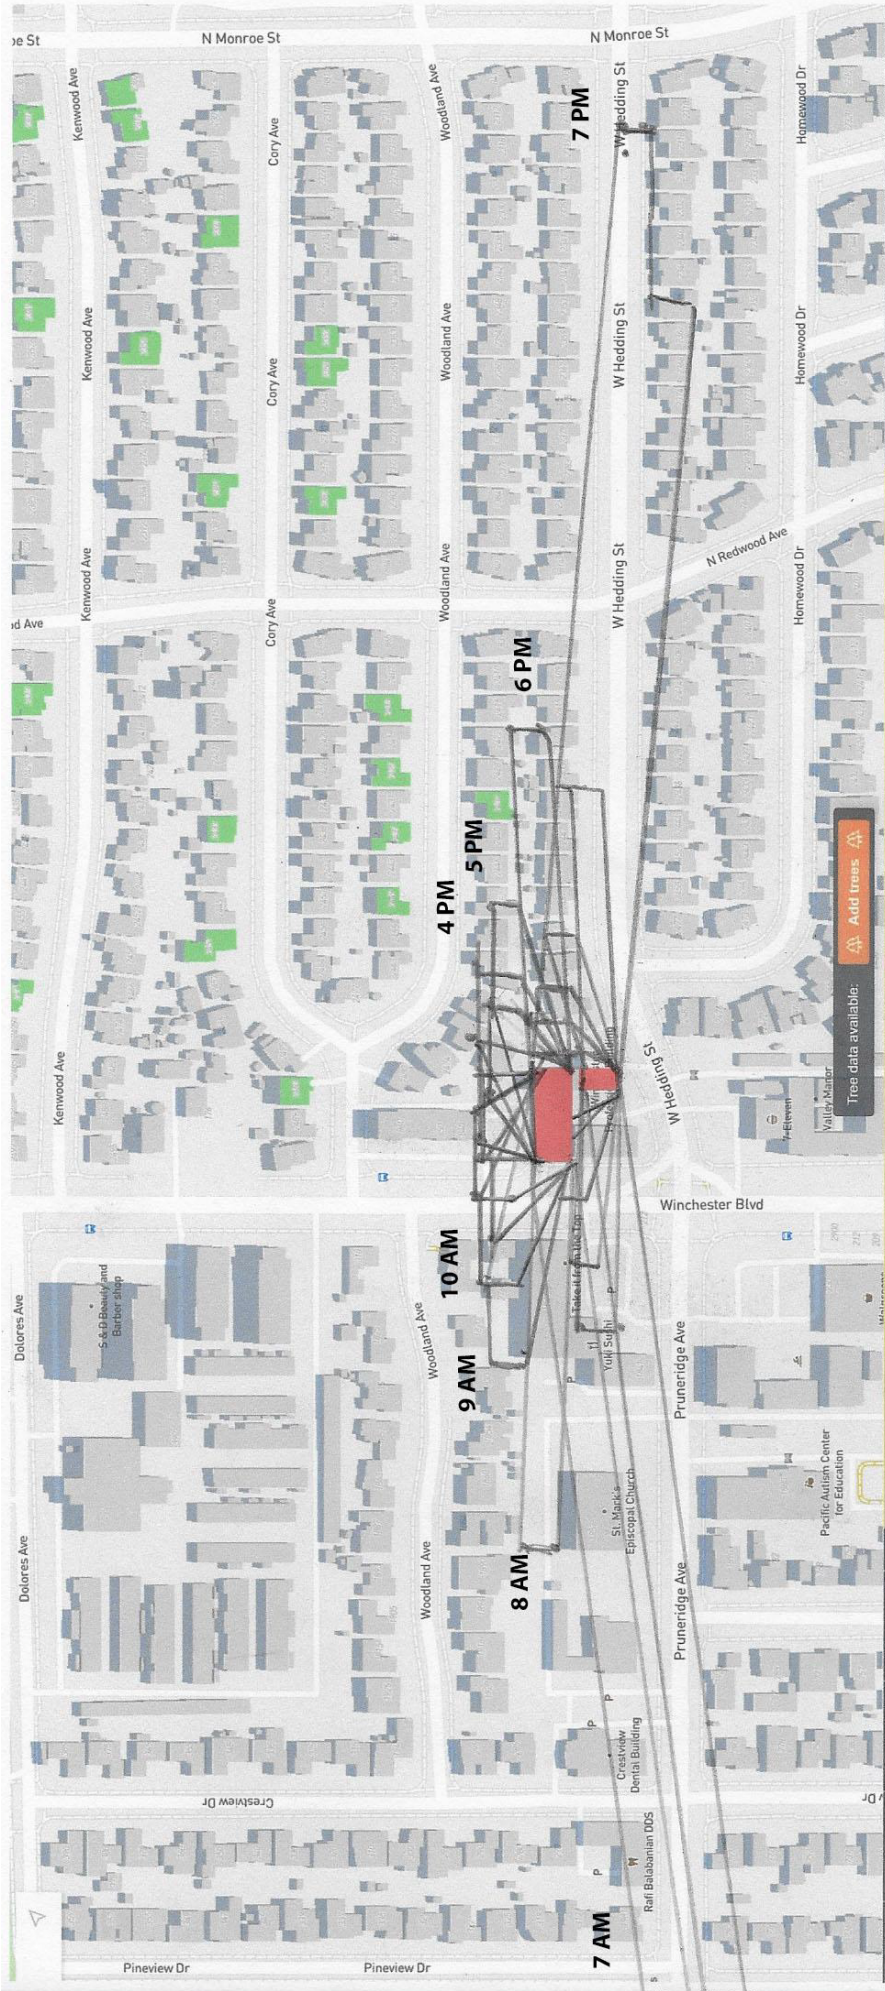 N Monroe St
N Monroe St
Kenwood Ave
Cory Ave
Woodland Ave
7 PM
W Hedding St
Homewood Dr
Kenwood Ave
Cory Ave
Woodland Ave
W Hedding St
Homewood Dr
Kenwood Ave
Cory Ave
Woodland Ave
W Hedding St
N Redwood Ave
Homewood Dr
6 PM
5 PM
4 PM
Add trees
Tree data available:
Kenwood Ave
W Hedding St
7-Eleven
Valley Manor
Winchester Blvd
Dolores Ave
S & D Beauty and
Barber shop
Woodland Ave
10 AM
9 AM
Take it from the Top
P
Yuki Sushi
P
Pruneridge Ave
Dolores Ave
Woodland Ave
8 AM
St. Mark's
Episcopal Church
Pruneridge Ave
Pacific Autism Center
for Education
P
P
Crestview
Dental Building
Crestview Dr
P
Rafi Balabanian DDS
7 AM
Pineview Dr
Pineview Dr